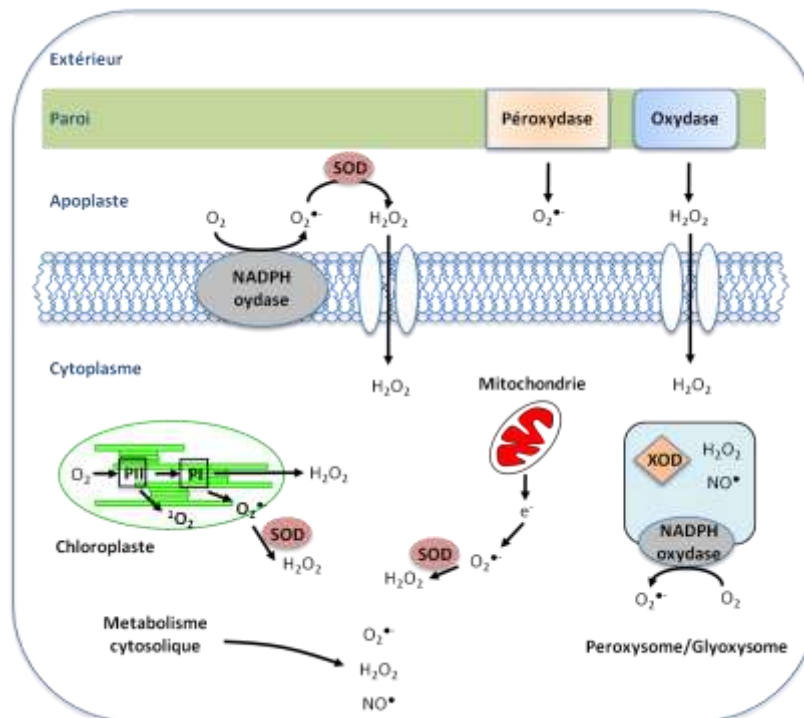 Extérieur
Paroi
Péroxydase
Oxydase
SOD
Apoplaste
O₂
O₂•-
H₂O₂
O₂•-
H₂O₂
NADPH
oydase
Cytoplasme
H₂O₂
Mitochondrie
H₂O₂
O₂
PII
PI
H₂O₂
¹O₂
O₂•
SOD
H₂O₂
Chloroplaste
e⁻
SOD
O₂•-
H₂O₂
XOD
H₂O₂
NO•
NADPH
oxydase
O₂•-
O₂
Peroxysome/Glyoxysome
Metabolisme
cytosolique
O₂•-
H₂O₂
NO•